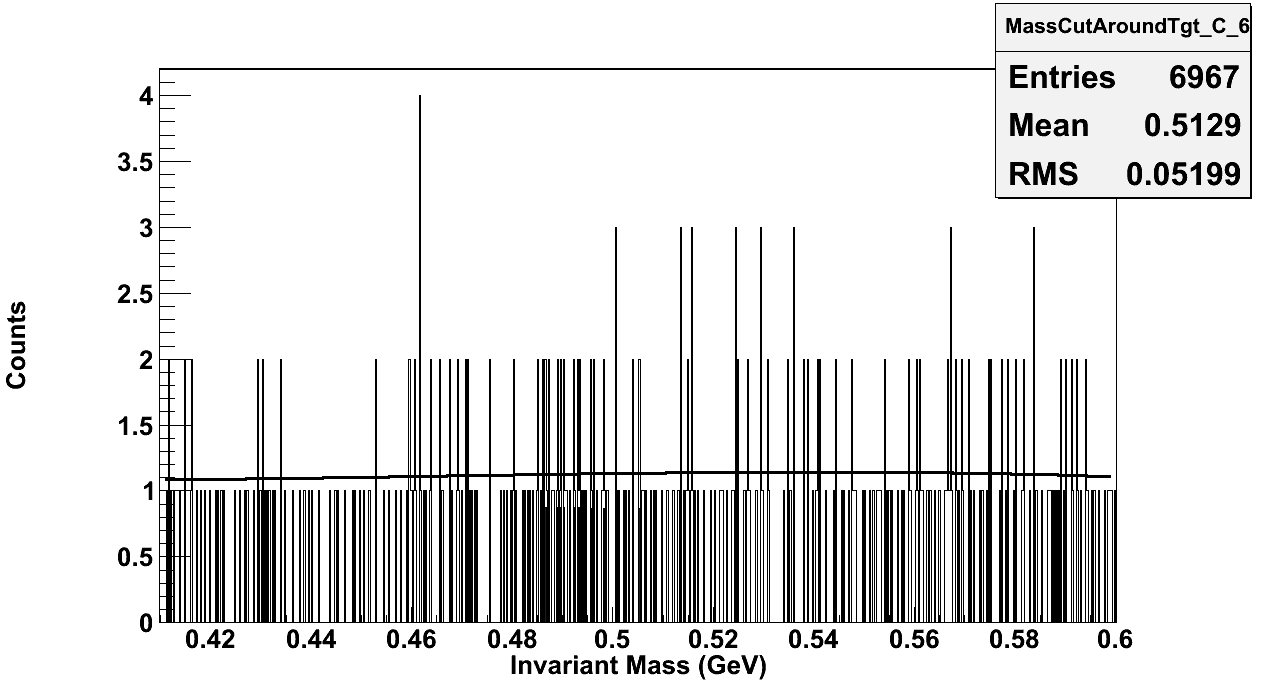 MassCutAroundTgt_C_6
Entries 6967
Mean 0.5129
RMS 0.05199
Counts
4
3.5
3
2.5
2
1.5
1
0.5
0
0.42 0.44 0.46 0.48 0.5 0.52 0.54 0.56 0.58 0.6
Invariant Mass (GeV)